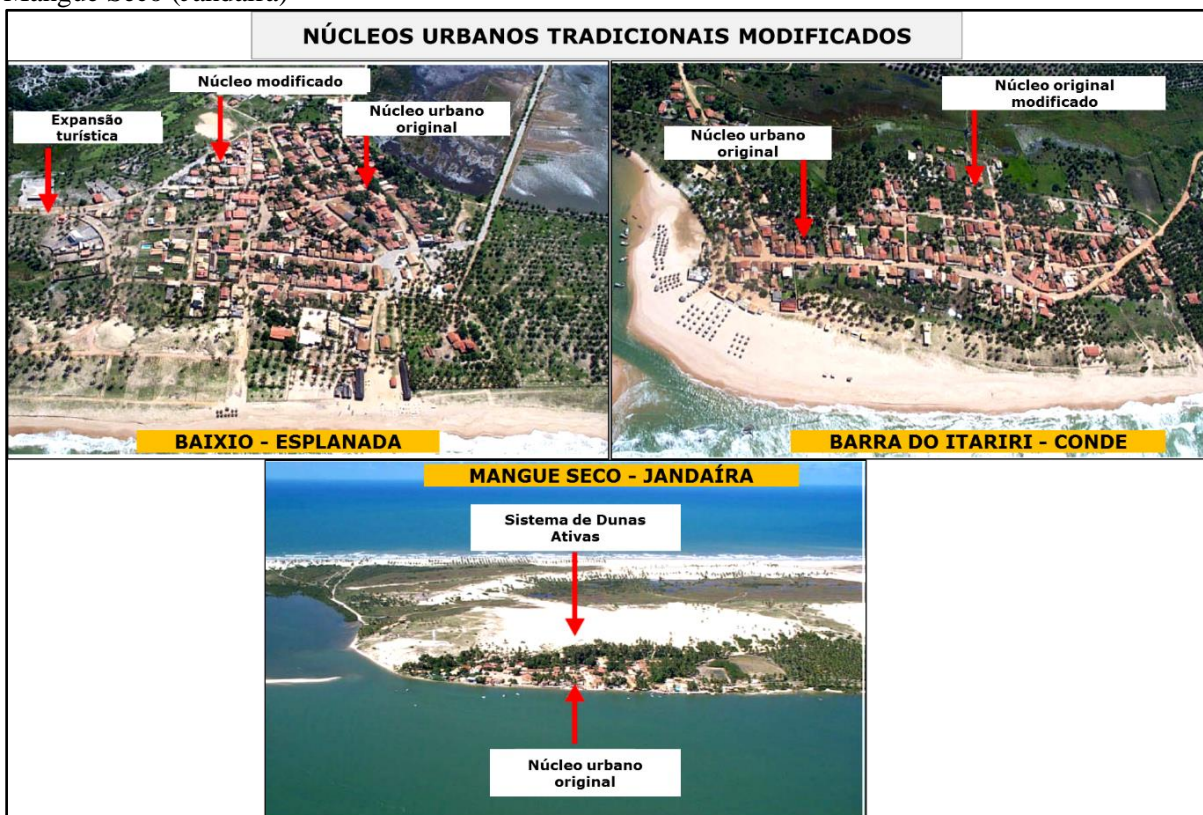 Mangue Seco (Jandaíra)
NÚCLEOS URBANOS TRADICIONAIS MODIFICADOS
Núcleo modificado
Expansão
turística
Núcleo urbano
original
BAIXIO - ESPLANADA
Núcleo original
modificado
Núcleo urbano
original
BARRA DO ITARIRI - CONDE
MANGUE SECO - JANDAÍRA
Sistema de Dunas
Ativas
Núcleo urbano
original